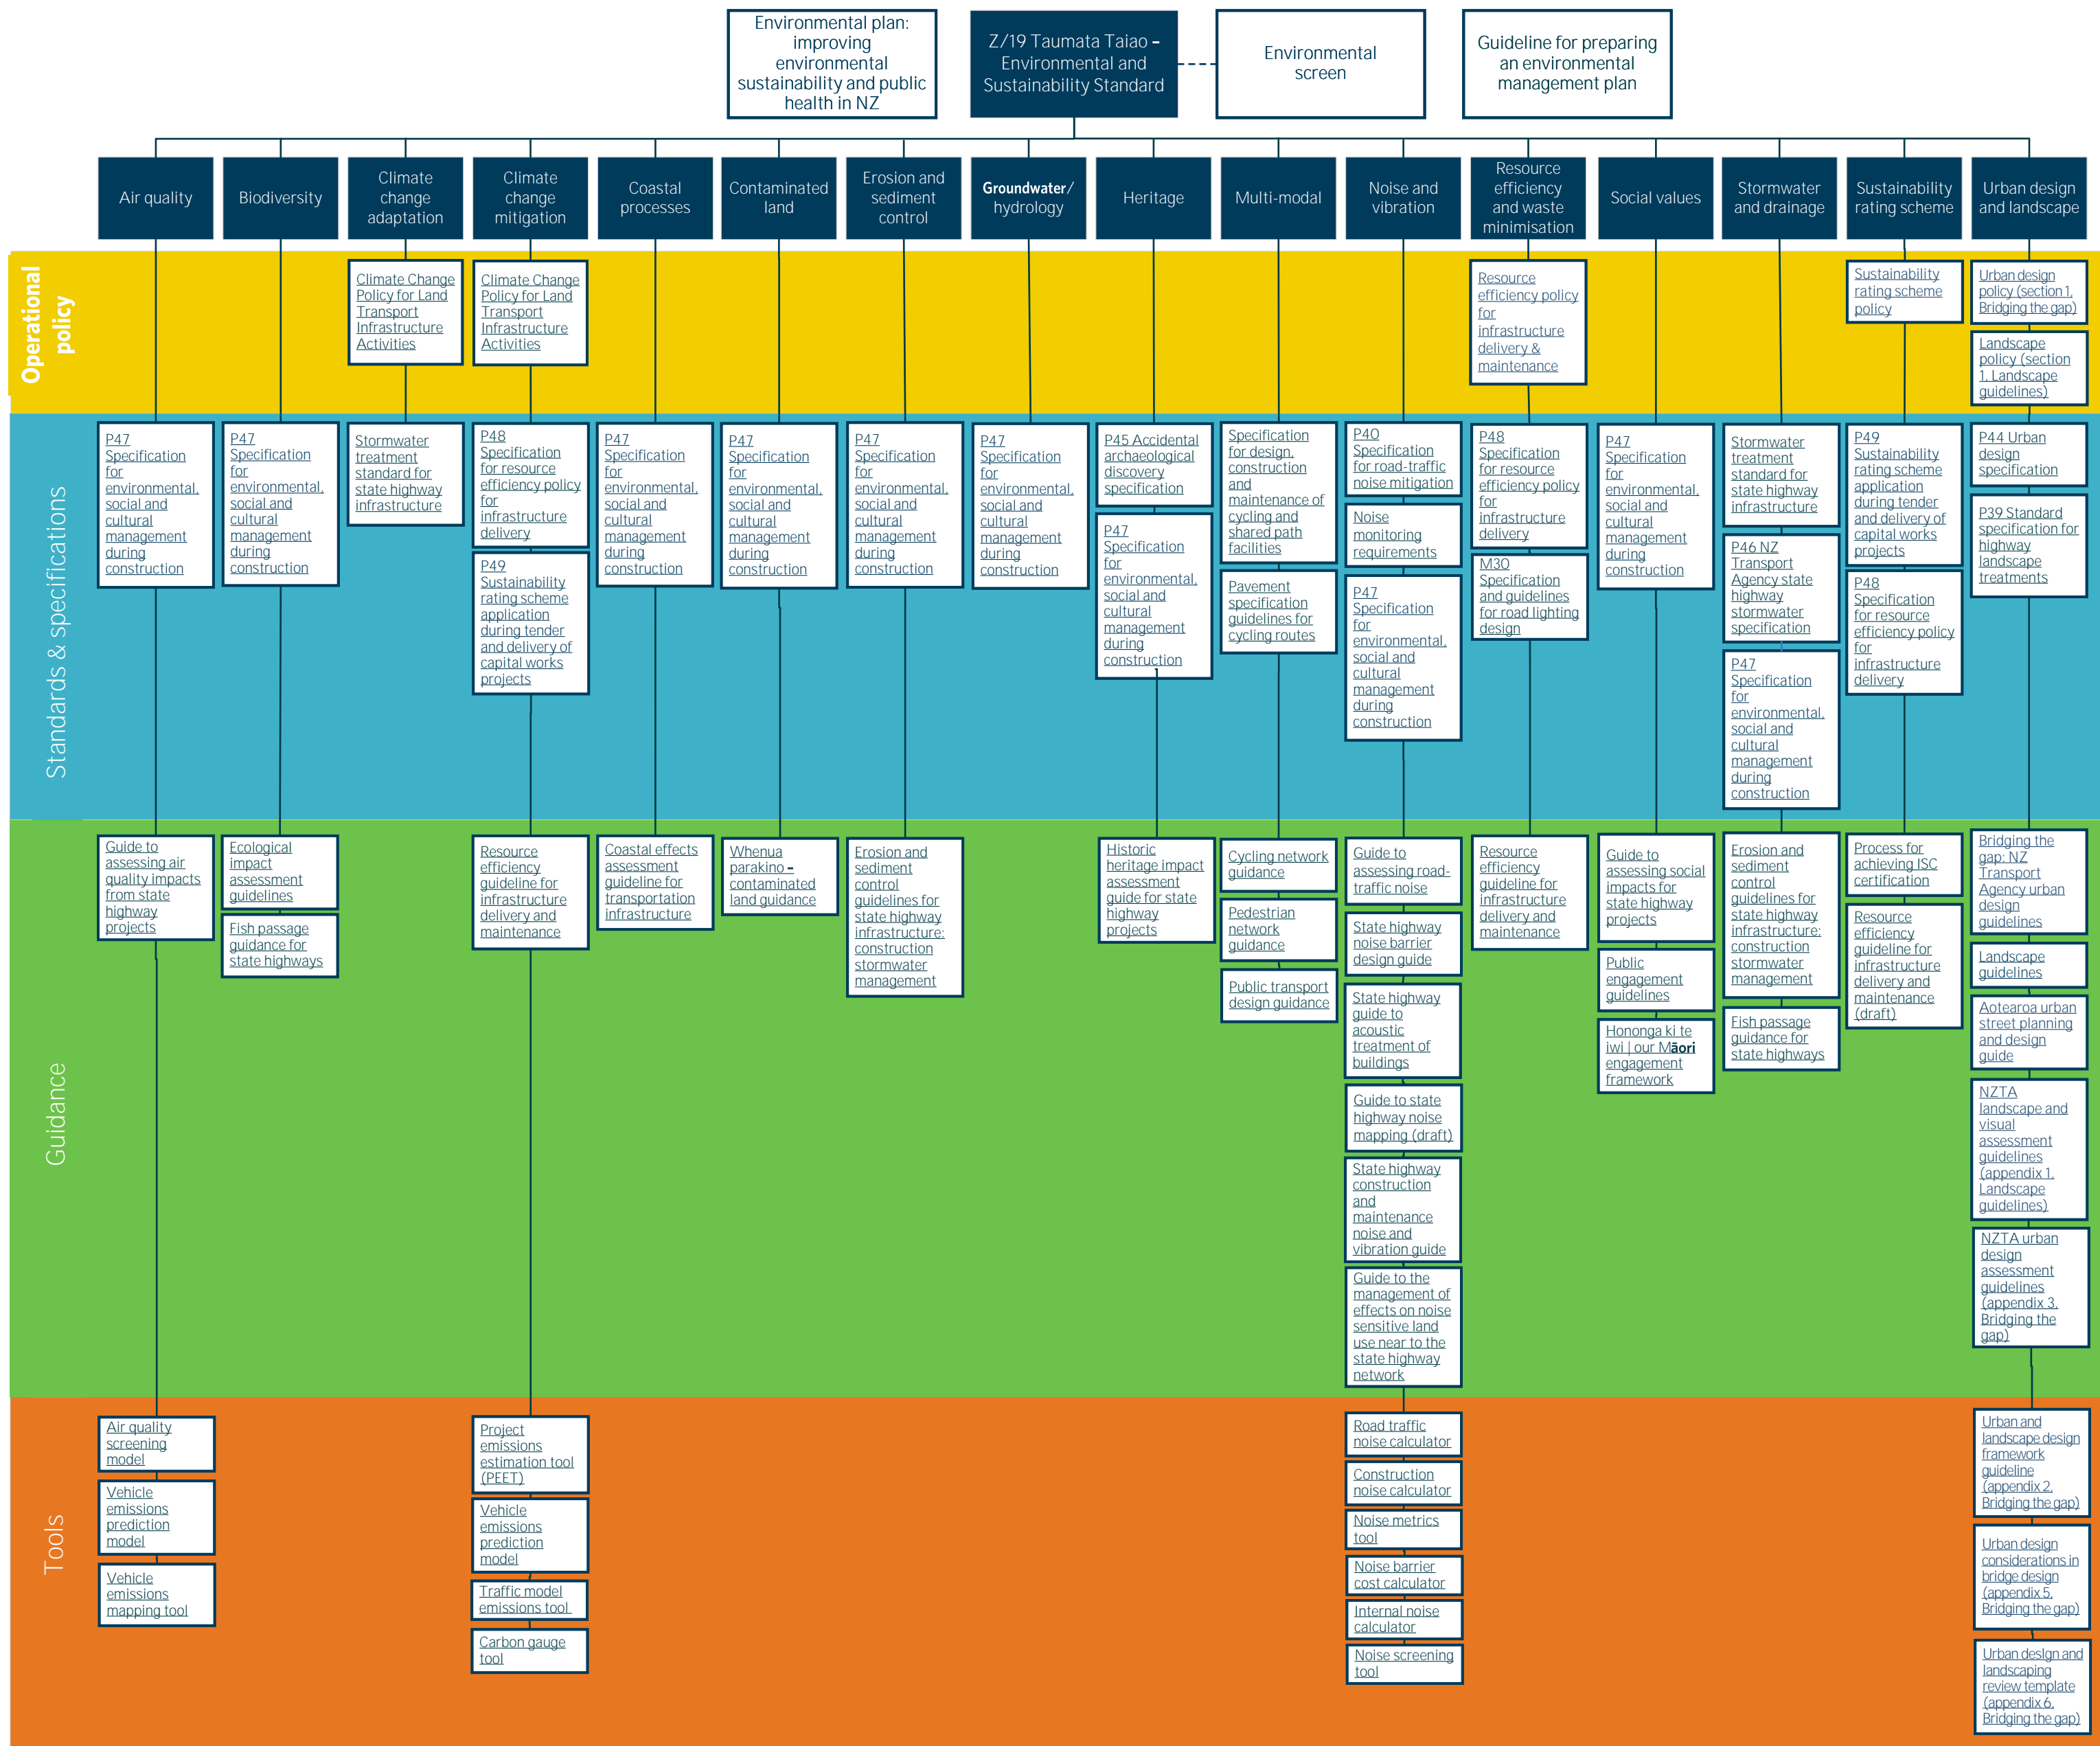 Environmental plan:
improving
environmental
sustainability and public
health in NZ
Z/19 Taumata Taiao –
Environmental and
Sustainability Standard
Environmental
screen
Guideline for preparing
an environmental
management plan
Air quality
Biodiversity
Climate
change
adaptation
Climate
change
mitigation
Coastal
processes
Contaminated
land
Erosion and
sediment
control
Groundwater/
hydrology
Heritage
Multi-modal
Noise and
vibration
Resource
efficiency
and waste
minimisation
Social values
Stormwater
and drainage
Sustainability
rating scheme
Urban design
and landscape
Operational
policy
Climate Change
Policy for Land
Transport
Infrastructure
Activities
Climate Change
Policy for Land
Transport
Infrastructure
Activities
Resource
efficiency policy
for
infrastructure
delivery &
maintenance
Sustainability
rating scheme
policy
Urban design
policy (section 1,
Bridging the gap)
Landscape
policy (section
1, Landscape
guidelines)
Standards & specifications
P47
Specification
for
environmental,
social and
cultural
management
during
construction
P47
Specification
for
environmental,
social and
cultural
management
during
construction
Stormwater
treatment
standard for
state highway
infrastructure
P48
Specification
for resource
efficiency policy
for
infrastructure
delivery
P49
Sustainability
rating scheme
application
during tender
and delivery of
capital works
projects
P47
Specification
for
environmental,
social and
cultural
management
during
construction
P47
Specification
for
environmental,
social and
cultural
management
during
construction
P47
Specification
for
environmental,
social and
cultural
management
during
construction
P47
Specification
for
environmental,
social and
cultural
management
during
construction
P45 Accidental
archaeological
discovery
specification
P47
Specification
for
environmental,
social and
cultural
management
during
construction
Specification
for design,
construction
and
maintenance of
cycling and
shared path
facilities
Pavement
specification
guidelines for
cycling routes
P40
Specification
for road-traffic
noise mitigation
Noise
monitoring
requirements
P47
Specification
for
environmental,
social and
cultural
management
during
construction
P48
Specification
for resource
efficiency policy
for
infrastructure
delivery
M30
Specification
and guidelines
for road lighting
design
P47
Specification
for
environmental,
social and
cultural
management
during
construction
Stormwater
treatment
standard for
state highway
infrastructure
P46 NZ
Transport
Agency state
highway
stormwater
specification
P47
Specification
for
environmental,
social and
cultural
management
during
construction
P49
Sustainability
rating scheme
application
during tender
and delivery of
capital works
projects
P48
Specification
for resource
efficiency policy
for
infrastructure
delivery
P44 Urban
design
specification
P39 Standard
specification for
highway
landscape
treatments
Guidance
Guide to
assessing air
quality impacts
from state
highway
projects
Ecological
impact
assessment
guidelines
Fish passage
guidance for
state highways
Resource
efficiency
guideline for
infrastructure
delivery and
maintenance
Coastal effects
assessment
guideline for
transportation
infrastructure
Whenua
parakino –
contaminated
land guidance
Erosion and
sediment
control
guidelines for
state highway
infrastructure:
construction
stormwater
management
Historic
heritage impact
assessment
guide for state
highway
projects
Cycling network
guidance
Pedestrian
network
guidance
Public transport
design guidance
Guide to
assessing road-
traffic noise
State highway
noise barrier
design guide
State highway
guide to
acoustic
treatment of
buildings
Guide to state
highway noise
mapping (draft)
State highway
construction
and
maintenance
noise and
vibration guide
Guide to the
management of
effects on noise
sensitive land
use near to the
state highway
network
Resource
efficiency
guideline for
infrastructure
delivery and
maintenance
Guide to
assessing social
impacts for
state highway
projects
Public
engagement
guidelines
Hononga ki te
iwi | our Māori
engagement
framework
Erosion and
sediment
control
guidelines for
state highway
infrastructure:
construction
stormwater
management
Fish passage
guidance for
state highways
Process for
achieving ISC
certification
Resource
efficiency
guideline for
infrastructure
delivery and
maintenance
(draft)
Bridging the
gap: NZ
Transport
Agency urban
design
guidelines
Landscape
guidelines
Aotearoa urban
street planning
and design
guide
NZTA
landscape and
visual
assessment
guidelines
(appendix 1,
Landscape
guidelines)
NZTA urban
design
assessment
guidelines
(appendix 3,
Bridging the
gap)
Tools
Air quality
screening
model
Vehicle
emissions
prediction
model
Vehicle
emissions
mapping tool
Project
emissions
estimation tool
(PEET)
Vehicle
emissions
prediction
model
Traffic model
emissions tool
Carbon gauge
tool
Road traffic
noise calculator
Construction
noise calculator
Noise metrics
tool
Noise barrier
cost calculator
Internal noise
calculator
Noise screening
tool
Urban and
landscape design
framework
guideline
(appendix 2,
Bridging the gap)
Urban design
considerations in
bridge design
(appendix 5,
Bridging the gap)
Urban design and
landscaping
review template
(appendix 6,
Bridging the gap)